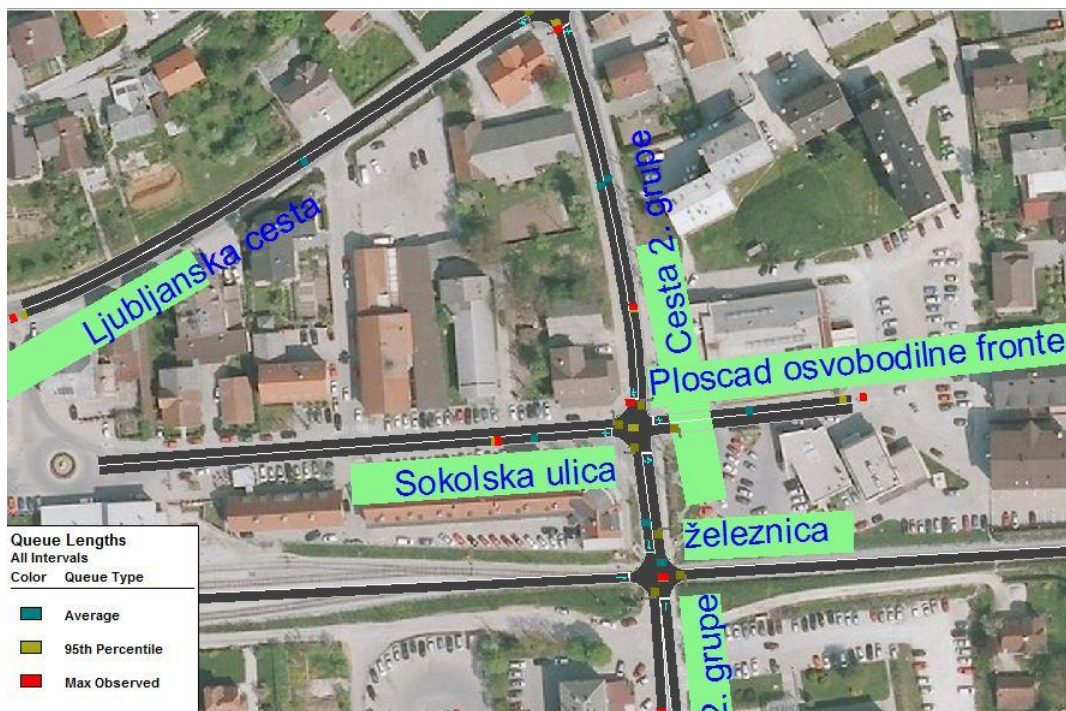 Ljubljanska cesta
Cesta 2. grupe
Ploscad osvobodilne fronte
Sokolska ulica
železnica
2. grupe
Queue Lengths
All Intervals
Color Queue Type
Average
95th Percentile
Max Observed